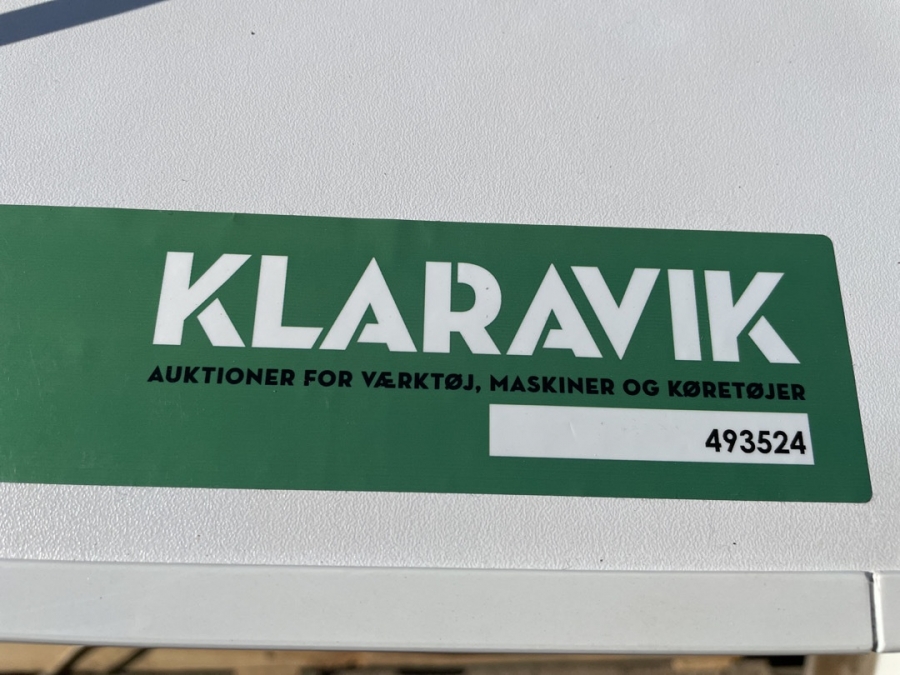 KLARAVIK
AUKTIONER FOR VÆRKTØJ, MASKINER OG KØRETØJER
493524